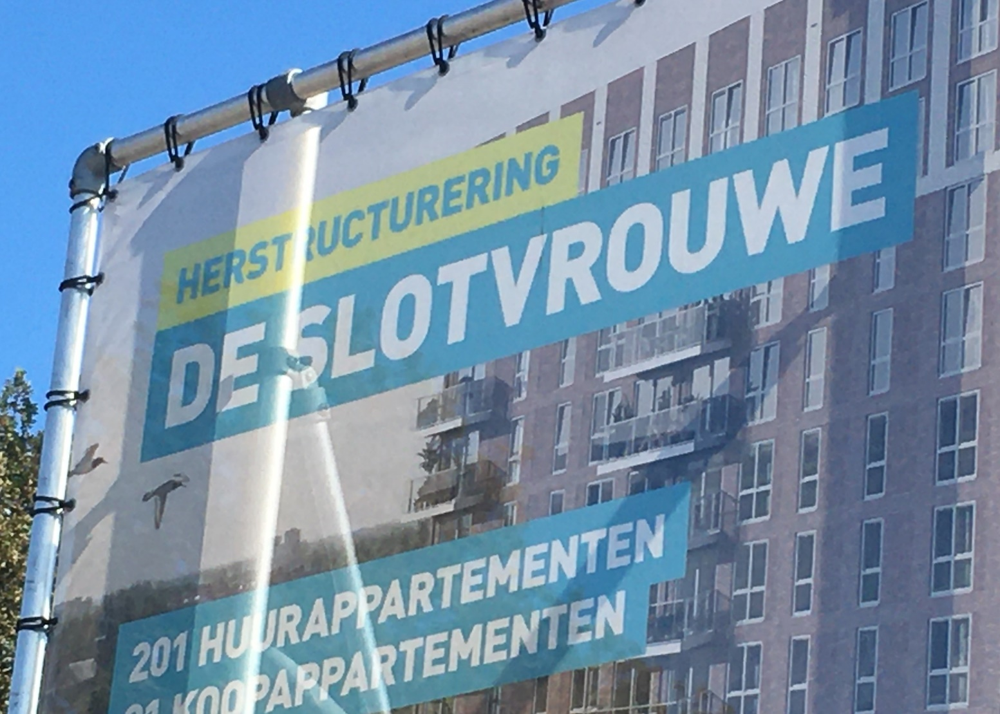 HERSTRUCTURERING
DE SLOTVROUWE
201 HUURAPPARTEMENTEN
KOOPAPPARTEMENTEN